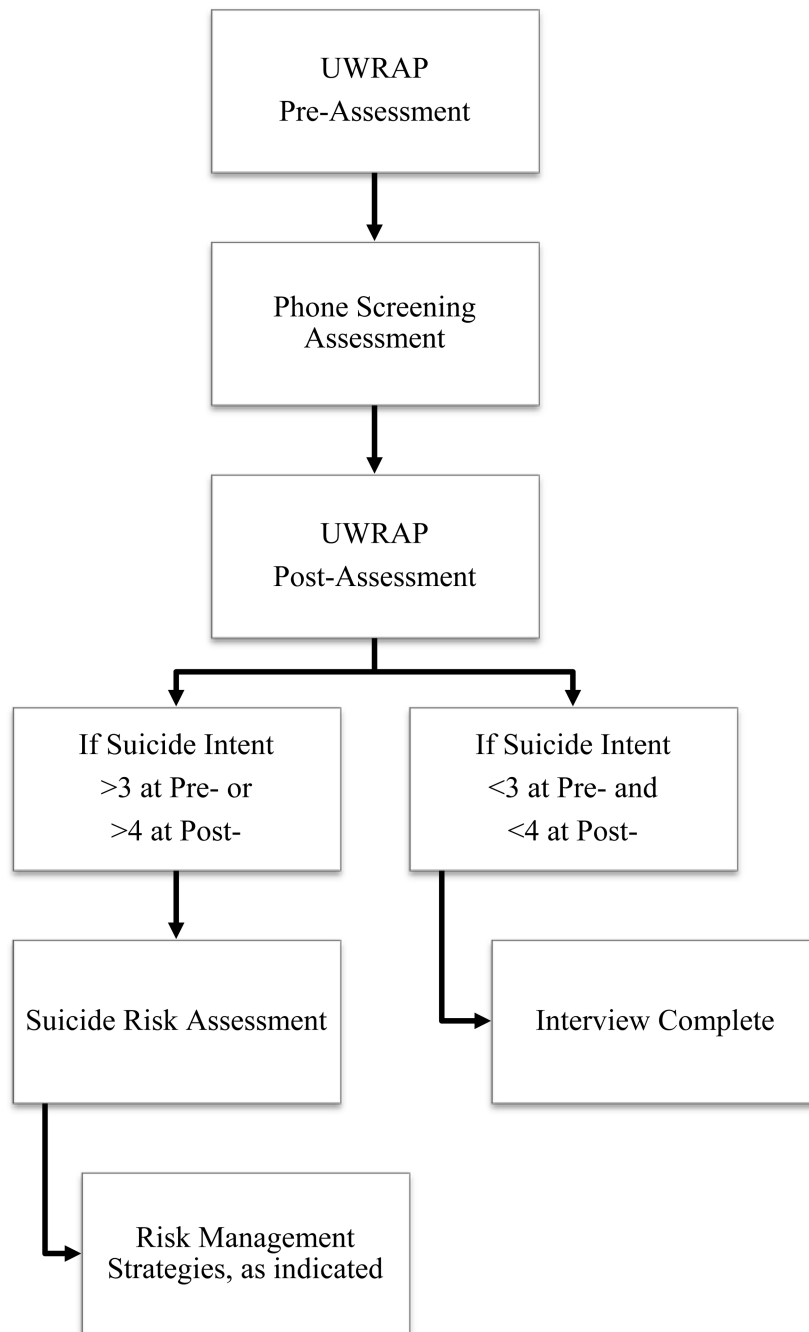 UWRAP
Pre-Assessment
Phone Screening
Assessment
UWRAP
Post-Assessment
If Suicide Intent
>3 at Pre- or
>4 at Post-
If Suicide Intent
<3 at Pre- and
<4 at Post-
Suicide Risk Assessment
Interview Complete
Risk Management
Strategies, as indicated